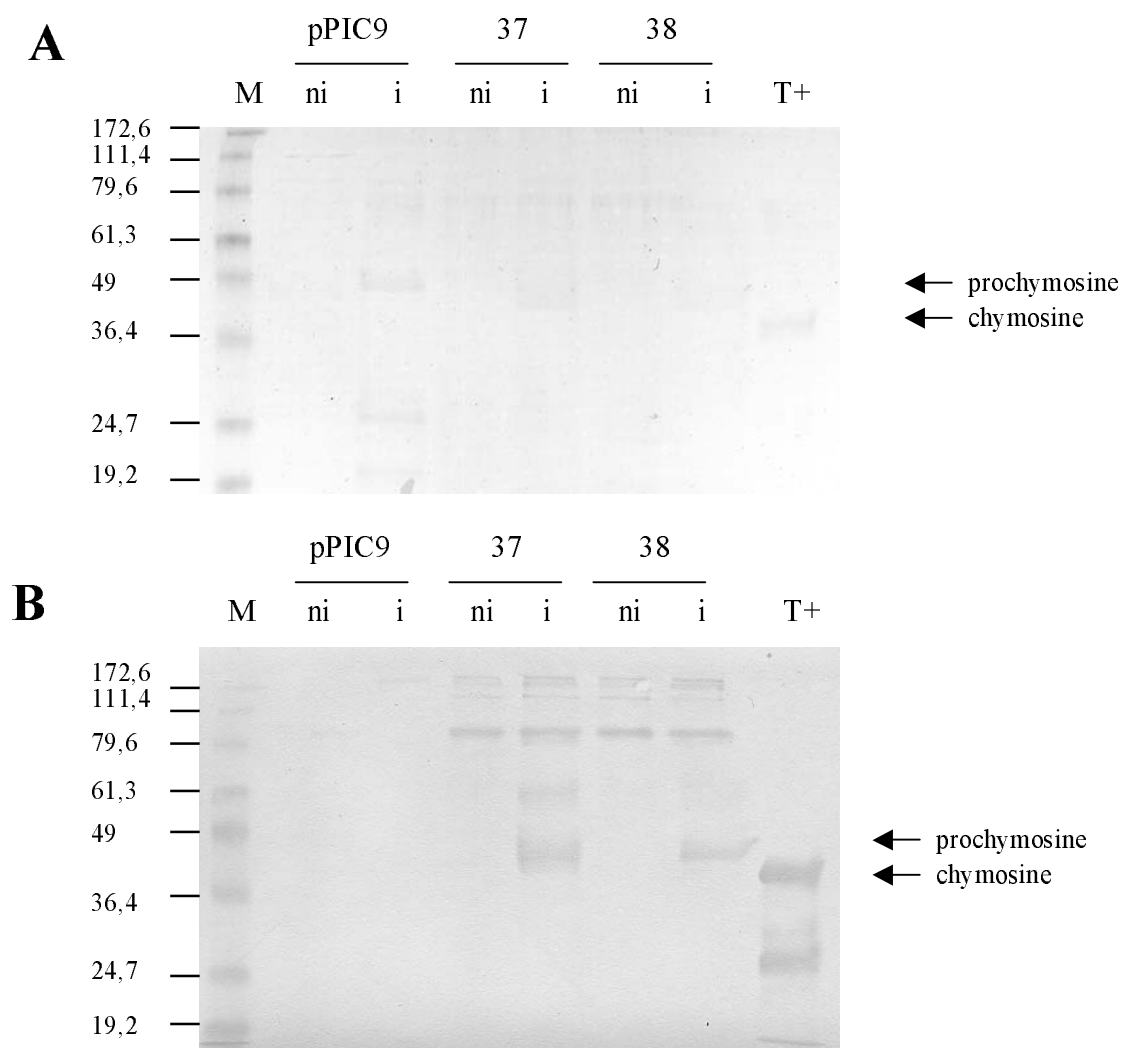 A
pPIC9 37 38
M ni i ni i ni i T+
172,6
111,4
79,6
61,3
49
36,4
24,7
19,2
prochymosine
chymosine
B
pPIC9 37 38
M ni i ni i ni i T+
172,6
111,4
79,6
61,3
49
36,4
24,7
19,2
prochymosine
chymosine